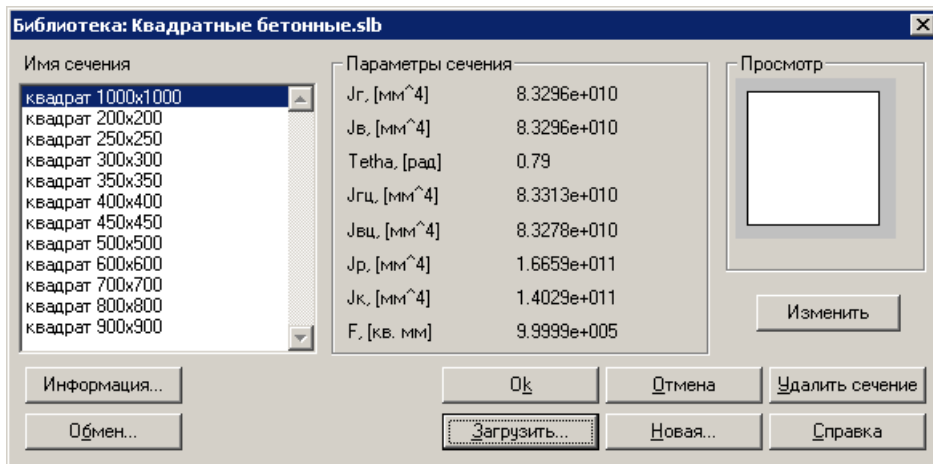 Библиотека: Квадратные бетонные.slb
Имя сечения
квадрат 1000x1000
квадрат 200x200
квадрат 250x250
квадрат 300x300
квадрат 350x350
квадрат 400x400
квадрат 450x450
квадрат 500x500
квадрат 600x600
квадрат 700x700
квадрат 800x800
квадрат 900x900
Параметры сечения
Jг, [мм^4] 8.3296e+010
Jв, [мм^4] 8.3296e+010
Tetha, [рад] 0.79
Jгц, [мм^4] 8.3313e+010
Jвц, [мм^4] 8.3278e+010
Jp, [мм^4] 1.6659e+011
Jк, [мм^4] 1.4029e+011
F, [кв. мм] 9.9999e+005
Просмотр
Изменить
Информация... Ok Отмена Удалить сечение
Обмен... Загрузить... Новая... Справка